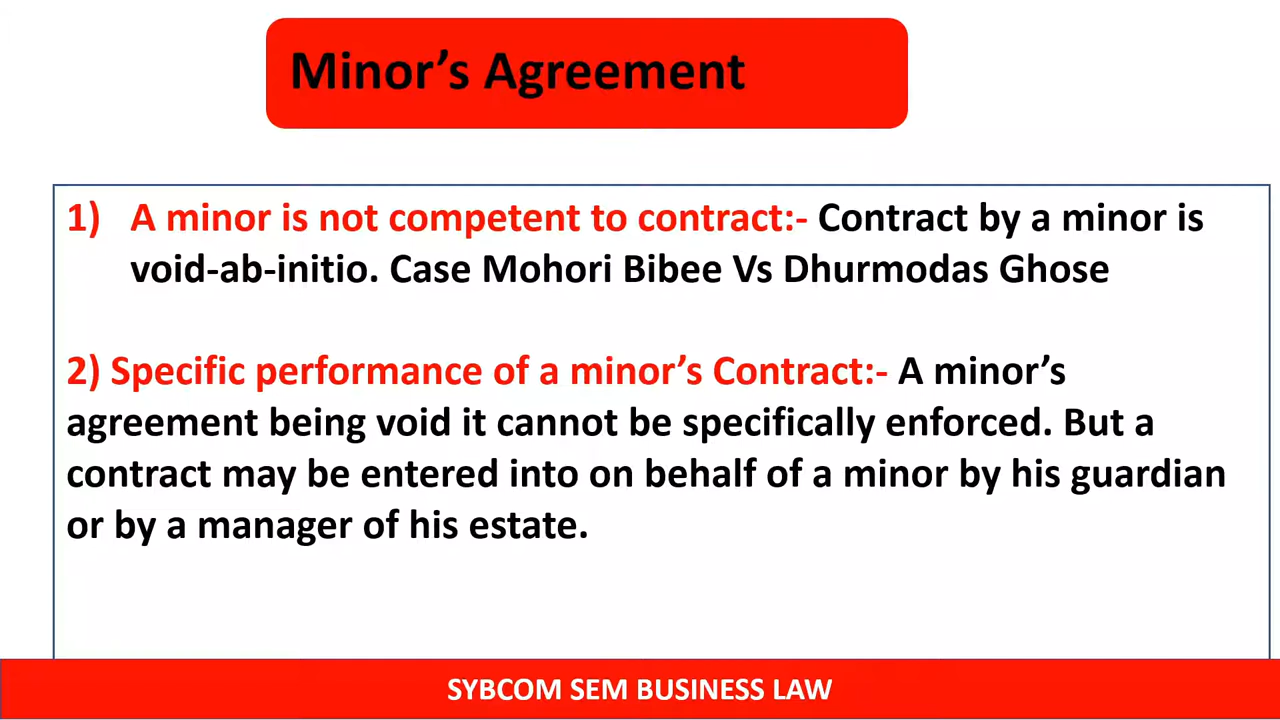 Minor’s Agreement
1) A minor is not competent to contract:- Contract by a minor is
void-ab-initio. Case Mohori Bibee Vs Dhurmodas Ghose
2) Specific performance of a minor’s Contract:- A minor’s
agreement being void it cannot be specifically enforced. But a
contract may be entered into on behalf of a minor by his guardian
or by a manager of his estate.
SYBCOM SEM BUSINESS LAW